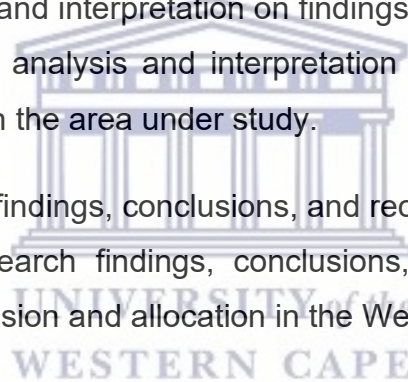 and interpretation on findings
analysis and interpretation
the area under study.
findings, conclusions, and rec
earch findings, conclusions,
UNIVERSITY of the
sion and allocation in the We
WESTERN CAPE